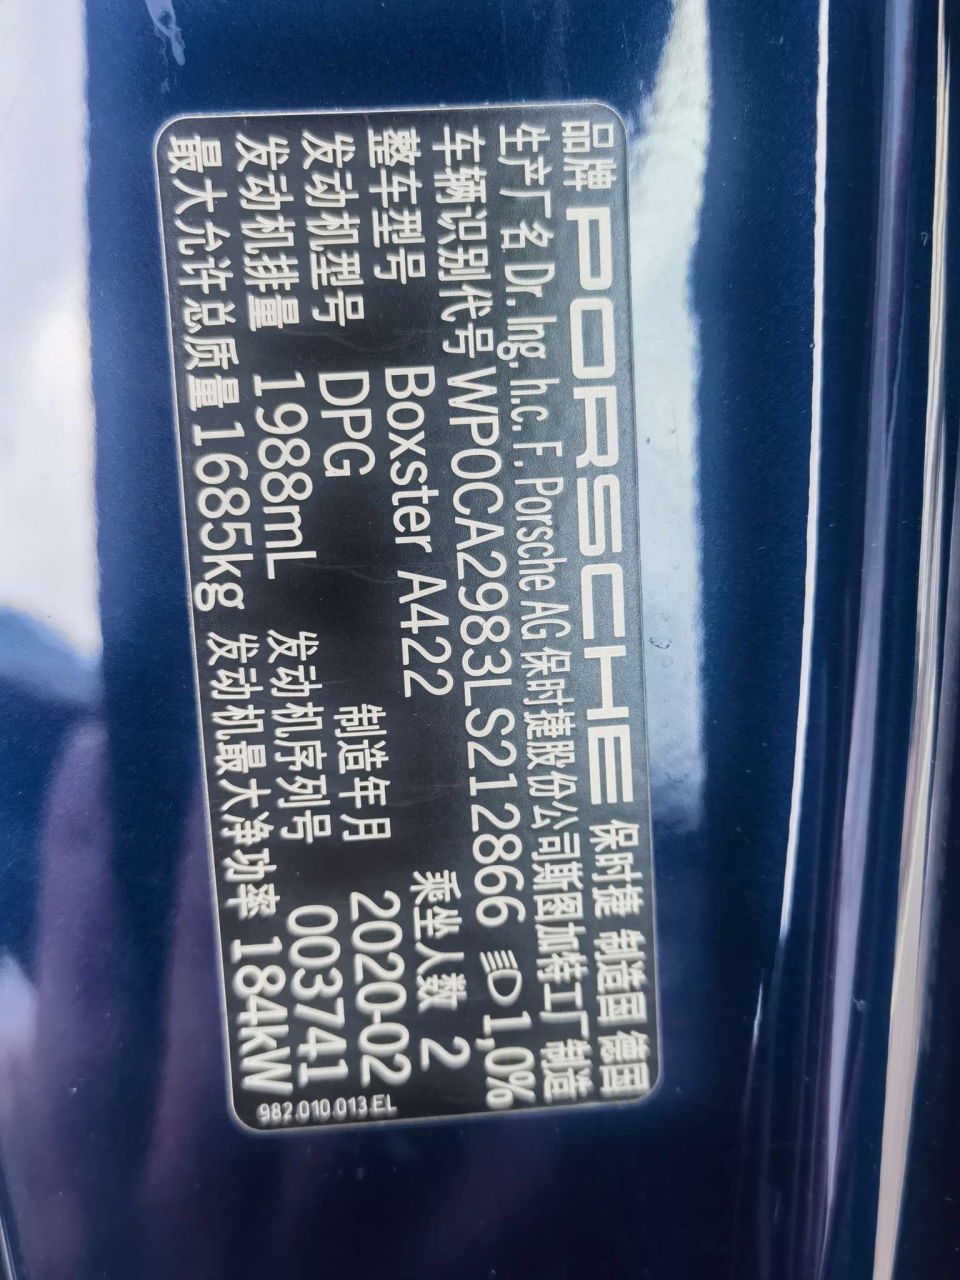 品牌 PORSCHE 保时捷 制造国 德国
生产厂名 Dr. Ing. h.c. F. Porsche AG 保时捷股份公司斯图加特工厂制造
车辆识别代号 WP0CA2983LS212866 1,0%
整车型号 Boxster A422 乘坐人数 2
发动机型号 DPG 制造年月 2020-02
发动机排量 1988mL 发动机序列号 003741
最大允许总质量 1685kg 发动机最大净功率 184kW
982.010.013.EL